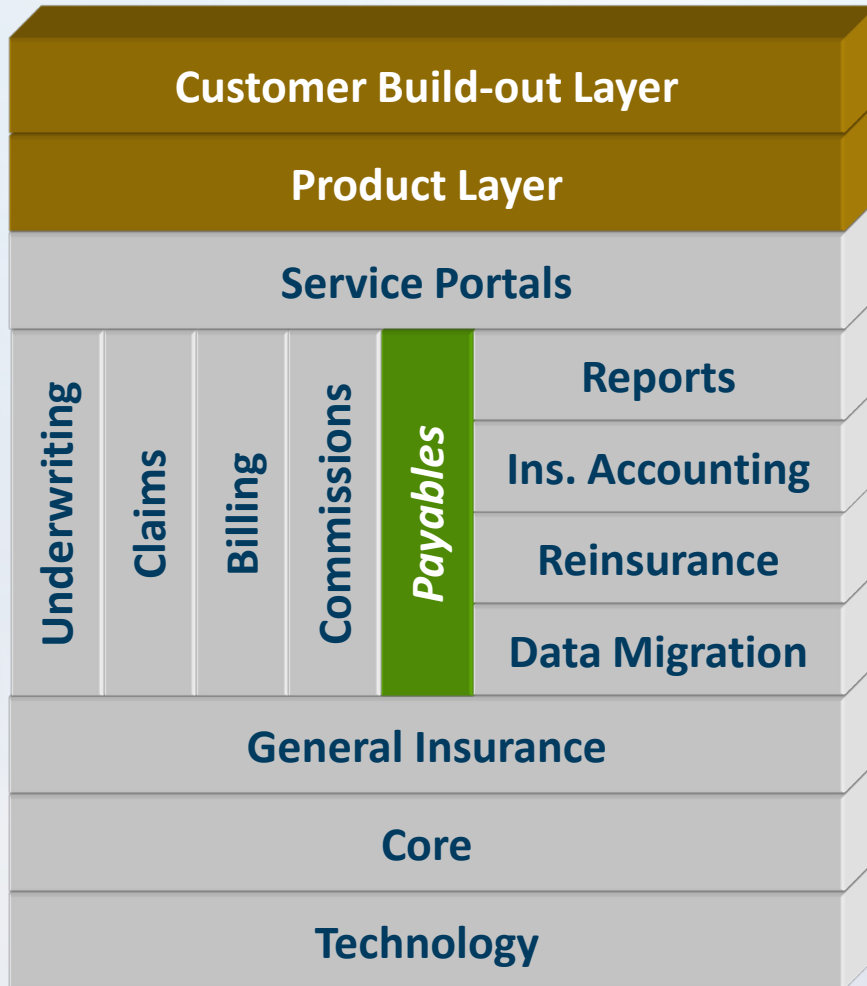 Customer Build-out Layer
Product Layer
Service Portals
Underwriting
Claims
Billing
Commissions
Payables
Reports
Ins. Accounting
Reinsurance
Data Migration
General Insurance
Core
Technology